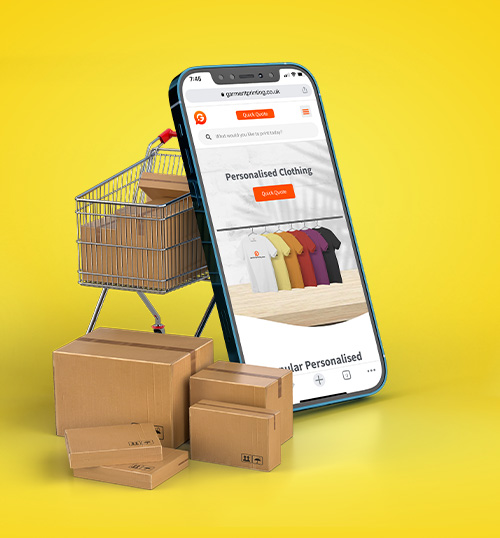 7:46
garmentprinting.co.uk
Quick Quote
What would you like to print today?
Personalised Clothing
Quick Quote
ular Personalised